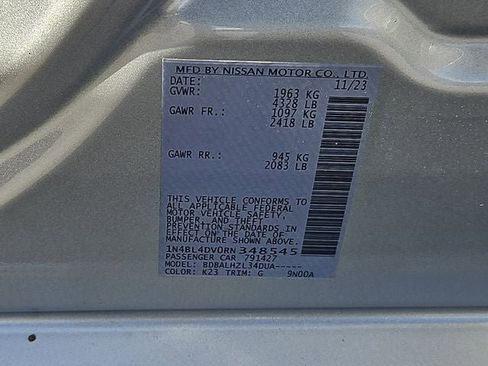 MFD BY NISSAN MOTOR CO., LTD.
DATE: 11/23
GVWR: 1963 KG
4328 LB
GAWR FR.: 1097 KG
2418 LB
GAWR RR.: 945 KG
2083 LB
THIS VEHICLE CONFORMS TO
ALL APPLICABLE FEDERAL
MOTOR VEHICLE SAFETY,
BUMPER, AND THEFT
PREVENTION STANDARDS IN
EFFECT ON THE DATE OF
MANUFACTURE SHOWN ABOVE.
1N4BL4DV0RN348545
PASSENGER CAR 791427
MODEL: BDBALHZL34DUA-----
COLOR: K23 TRIM: G 9N00A